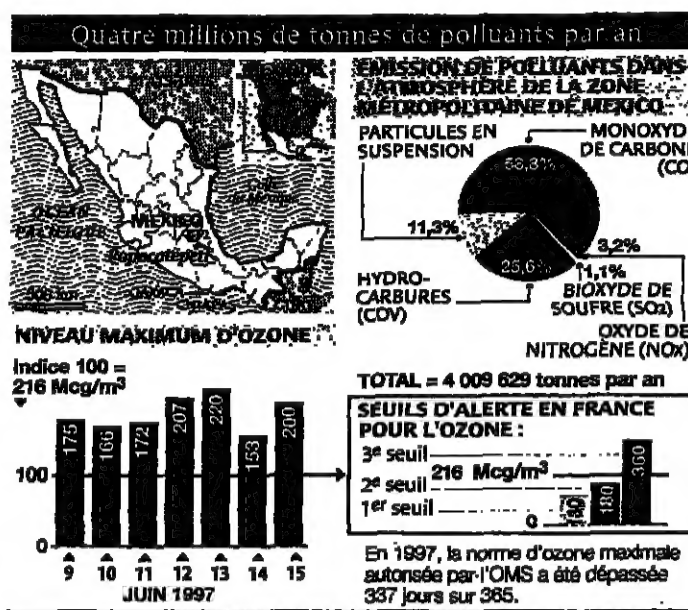 Quatre millions de tonnes de polluants par an
MEXICO
Popocatépetl
ÉMISSION DE POLLUANTS DANS
L'ATMOSPHÈRE DE LA ZONE
MÉTROPOLITAINE DE MEXICO
PARTICULES EN
SUSPENSION
MONOXYD
DE CARBONE
(CO
11,3%
3,2%
25,6%
1,1%
HYDRO-
CARBURES
(COV)
BIOXYDE DE
SOUFRE (SO2)
OXYDE DE
NITROGÈNE (NOx)
TOTAL = 4 009 629 tonnes par an
NIVEAU MAXIMUM D'OZONE
Indice 100 =
216 Mcg/m³
175
166
172
207
220
153
200
100
0
9 10 11 12 13 14 15
JUIN 1997
SEUILS D'ALERTE EN FRANCE
POUR L'OZONE :
3e seuil
216 Mcg/m³
2e seuil
1er seuil
0
180
360
En 1997, la norme d'ozone maximale
autorisée par l'OMS a été dépassée
337 jours sur 365.